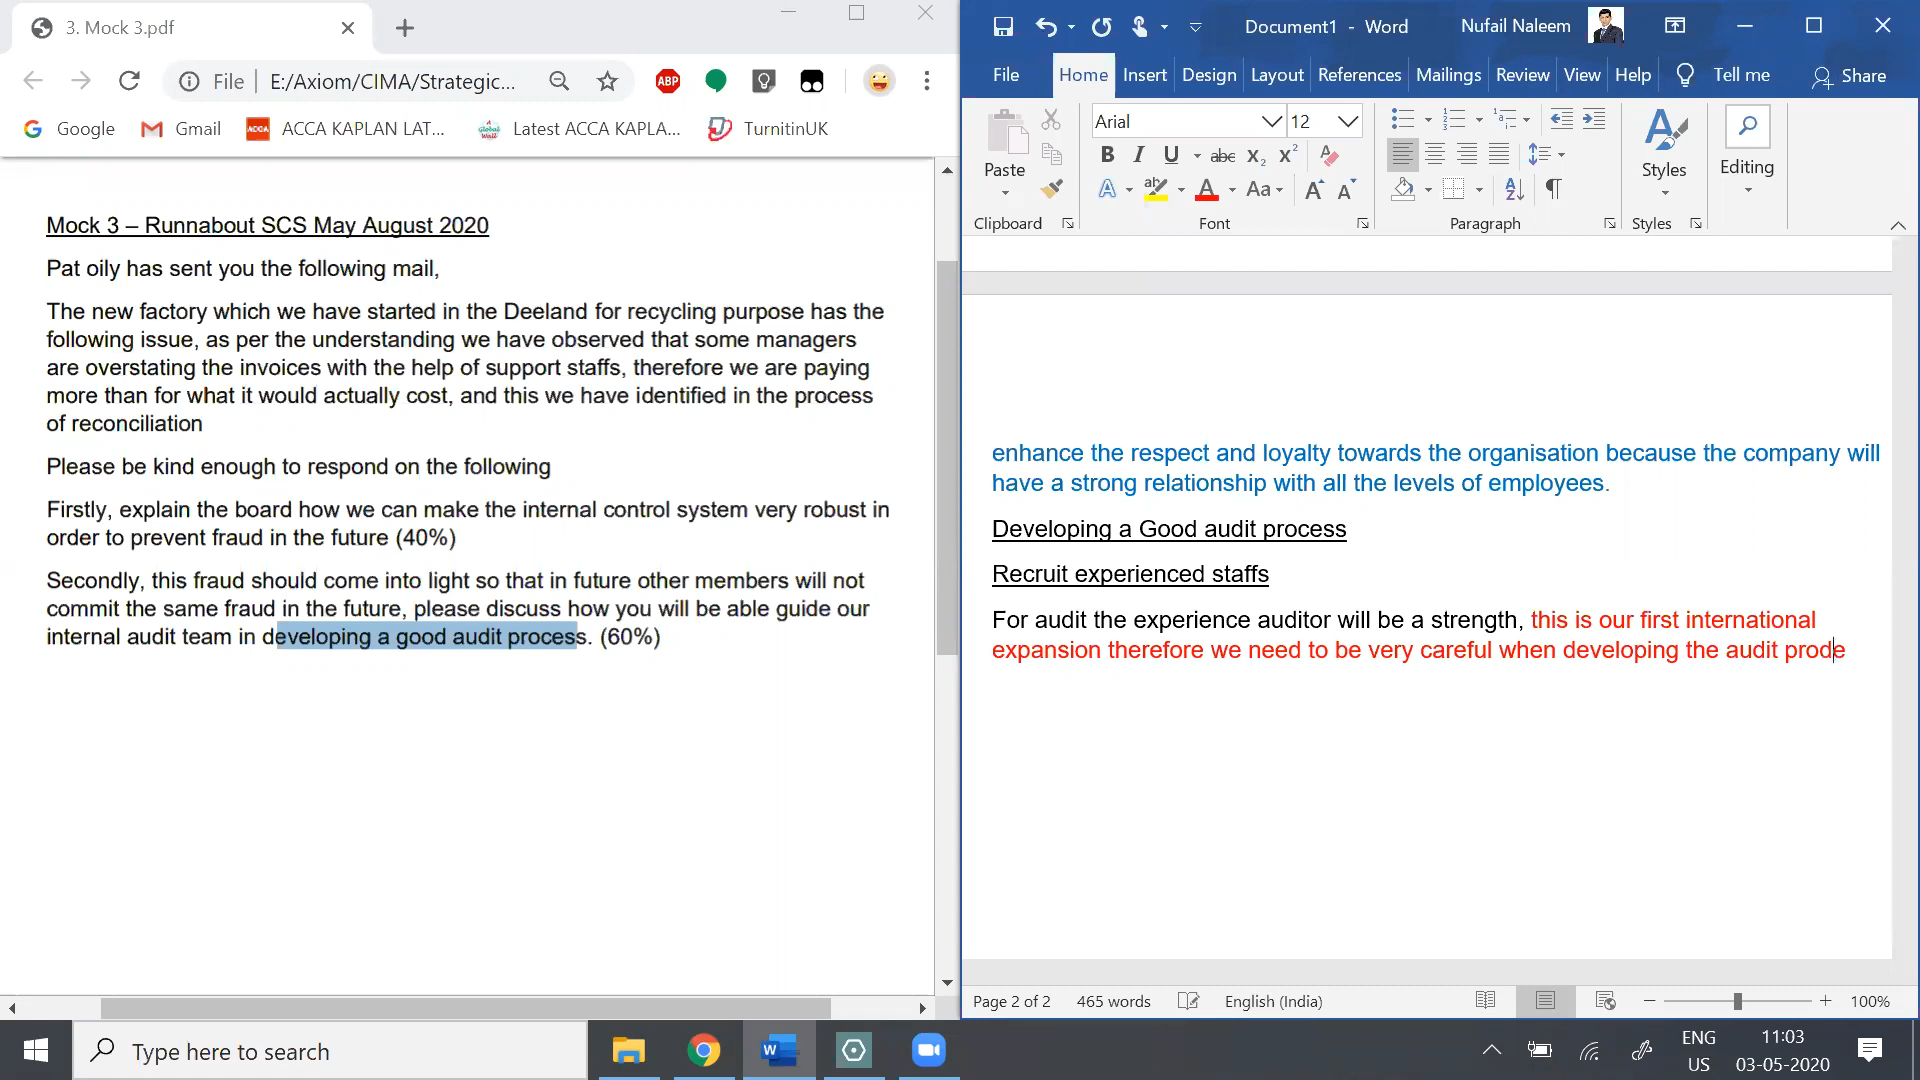 3. Mock 3.pdf
File
E:/Axiom/CIMA/Strategic...
ABP
Google
Gmail
ACCA
ACCA KAPLAN LAT...
Latest ACCA KAPLA...
TurnitinUK
Mock 3 – Runnabout SCS May August 2020
Pat oily has sent you the following mail,
The new factory which we have started in the Deeland for recycling purpose has the
following issue, as per the understanding we have observed that some managers
are overstating the invoices with the help of support staffs, therefore we are paying
more than for what it would actually cost, and this we have identified in the process
of reconciliation
Please be kind enough to respond on the following
Firstly, explain the board how we can make the internal control system very robust in
order to prevent fraud in the future (40%)
Secondly, this fraud should come into light so that in future other members will not
commit the same fraud in the future, please discuss how you will be able guide our
internal audit team in developing a good audit process. (60%)
Document1 - Word
Nufail Naleem
File Home Insert Design Layout References Mailings Review View Help Tell me Share
Paste
Clipboard
Arial 12
B I U abc X₂ X²
A ab A Aa A A
Font
Paragraph
Styles
Styles
Editing
enhance the respect and loyalty towards the organisation because the company will
have a strong relationship with all the levels of employees.
Developing a Good audit process
Recruit experienced staffs
For audit the experience auditor will be a strength, this is our first international
expansion therefore we need to be very careful when developing the audit prode
Page 2 of 2 465 words English (India) 100%
Type here to search
ENG
US
11:03
03-05-2020